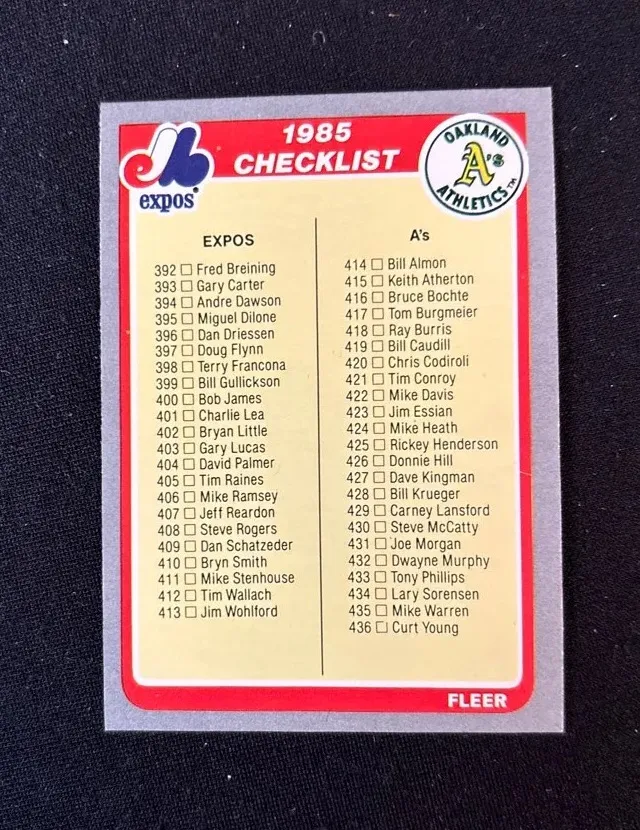 1985
CHECKLIST
expos
OAKLAND
A's
ATHLETICS™
EXPOS
392 Fred Breining
393 Gary Carter
394 Andre Dawson
395 Miguel Dilone
396 Dan Driessen
397 Doug Flynn
398 Terry Francona
399 Bill Gullickson
400 Bob James
401 Charlie Lea
402 Bryan Little
403 Gary Lucas
404 David Palmer
405 Tim Raines
406 Mike Ramsey
407 Jeff Reardon
408 Steve Rogers
409 Dan Schatzeder
410 Bryn Smith
411 Mike Stenhouse
412 Tim Wallach
413 Jim Wohlford
A's
414 Bill Almon
415 Keith Atherton
416 Bruce Bochte
417 Tom Burgmeier
418 Ray Burris
419 Bill Caudill
420 Chris Codiroli
421 Tim Conroy
422 Mike Davis
423 Jim Essian
424 Mike Heath
425 Rickey Henderson
426 Donnie Hill
427 Dave Kingman
428 Bill Krueger
429 Carney Lansford
430 Steve McCatty
431 Joe Morgan
432 Dwayne Murphy
433 Tony Phillips
434 Lary Sorensen
435 Mike Warren
436 Curt Young
FLEER